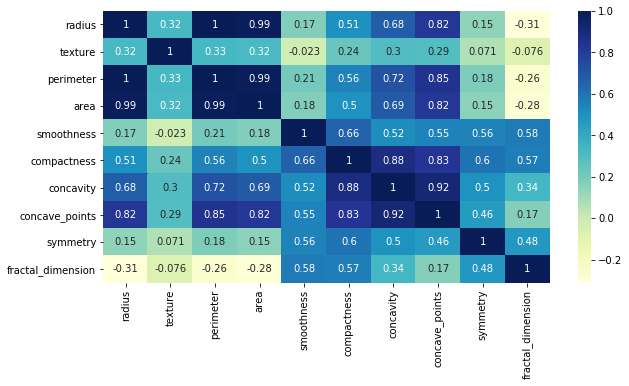 radius 1 0.32 1 0.99 0.17 0.51 0.68 0.82 0.15 -0.31
texture 0.32 1 0.33 0.32 -0.023 0.24 0.3 0.29 0.071 -0.076
perimeter 1 0.33 1 0.99 0.21 0.56 0.72 0.85 0.18 -0.26
area 0.99 0.32 0.99 1 0.18 0.5 0.69 0.82 0.15 -0.28
smoothness 0.17 -0.023 0.21 0.18 1 0.66 0.52 0.55 0.56 0.58
compactness 0.51 0.24 0.56 0.5 0.66 1 0.88 0.83 0.6 0.57
concavity 0.68 0.3 0.72 0.69 0.52 0.88 1 0.92 0.5 0.34
concave_points 0.82 0.29 0.85 0.82 0.55 0.83 0.92 1 0.46 0.17
symmetry 0.15 0.071 0.18 0.15 0.56 0.6 0.5 0.46 1 0.48
fractal_dimension -0.31 -0.076 -0.26 -0.28 0.58 0.57 0.34 0.17 0.48 1
radius
texture
perimeter
area
smoothness
compactness
concavity
concave_points
symmetry
fractal_dimension
1.0
0.8
0.6
0.4
0.2
0.0
−0.2